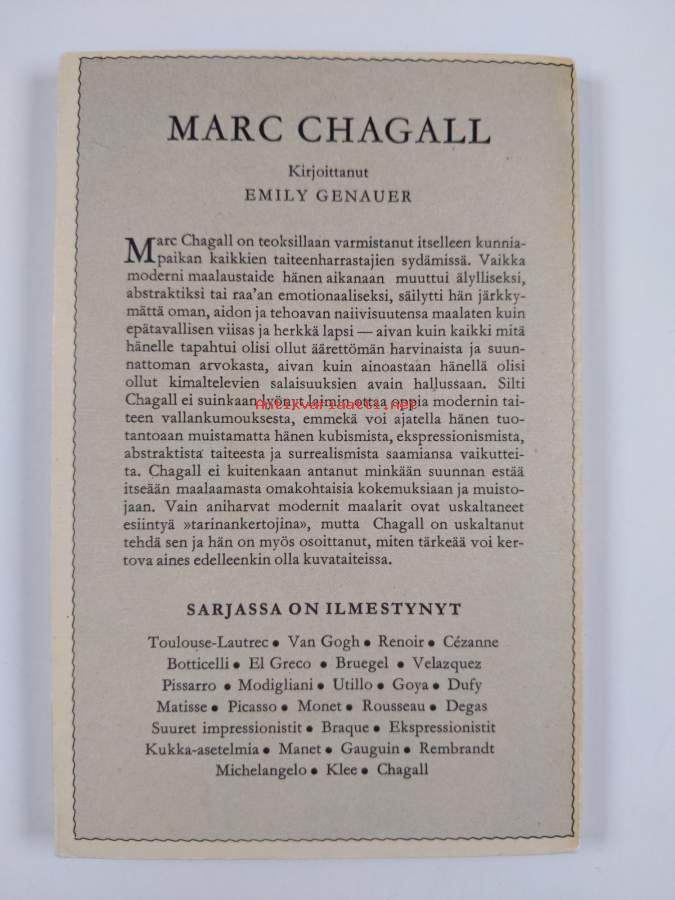 MARC CHAGALL
Kirjoittanut
EMILY GENAUER
Marc Chagall on teoksillaan varmistanut itselleen kunnia-
paikan kaikkien taiteenharrastajien sydämissä. Vaikka
moderni maalaustaide hänen aikanaan muuttui älylliseksi,
abstraktiksi tai raa'an emotionaaliseksi, säilytti hän järkky-
mättä oman, aidon ja tehoavan naiivisuutensa maalaten kuin
epätavallisen viisas ja herkkä lapsi — aivan kuin kaikki mitä
hänelle tapahtui olisi ollut äärettömän harvinaista ja suun-
nattoman arvokasta, aivan kuin ainoastaan hänellä olisi
ollut kimaltelevien salaisuuksien avain hallussaan. Silti
Chagall ei suinkaan lyönyt laimin ottaa oppia modernin tai-
antikvariaatti.net
teen vallankumouksesta, emmekä voi ajatella hänen tuo-
tantoaan muistamatta hänen kubismista, ekspressionismista,
abstraktista taiteesta ja surrealismista saamiansa vaikuttei-
ta. Chagall ei kuitenkaan antanut minkään suunnan estää
itseään maalaamasta omakohtaisia kokemuksiaan ja muisto-
jaan. Vain aniharvat modernit maalarit ovat uskaltaneet
esiintyä »tarinankertojina», mutta Chagall on uskaltanut
tehdä sen ja hän on myös osoittanut, miten tärkeää voi ker-
tova aines edelleenkin olla kuvataiteissa.
SARJASSA ON ILMESTYNYT
Toulouse-Lautrec • Van Gogh • Renoir • Cézanne
Botticelli • El Greco • Bruegel • Velazquez
Pissarro • Modigliani • Utillo • Goya • Dufy
Matisse • Picasso • Monet • Rousseau • Degas
Suuret impressionistit • Braque • Ekspressionistit
Kukka-asetelmia • Manet • Gauguin • Rembrandt
Michelangelo • Klee • Chagall